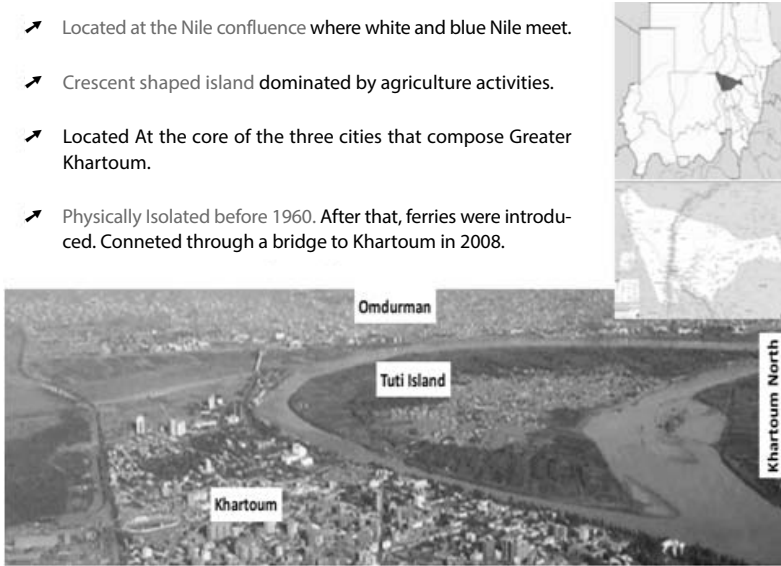 Located at the Nile confluence where white and blue Nile meet.
Crescent shaped island dominated by agriculture activities.
Located At the core of the three cities that compose Greater
Khartoum.
Physically Isolated before 1960. After that, ferries were introdu-
ced. Conneted through a bridge to Khartoum in 2008.
Omdurman
Tuti Island
Khartoum North
Khartoum